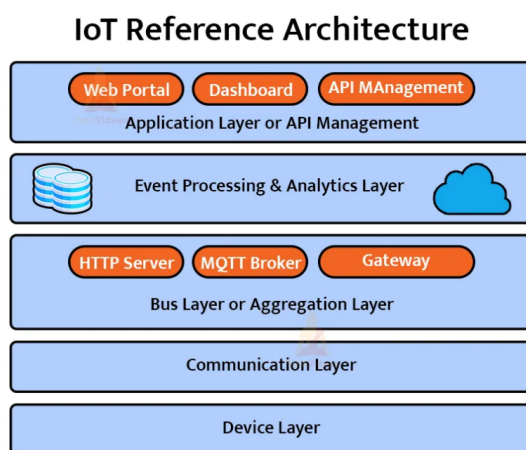 IoT Reference Architecture
Web Portal
Dashboard
API MAnagement
Application Layer or API Management
Event Processing & Analytics Layer
HTTP Server
MQTT Broker
Gateway
Bus Layer or Aggregation Layer
Communication Layer
Device Layer